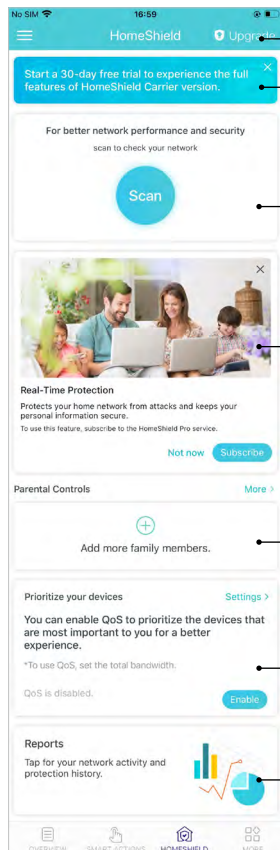 No SIM 16:59
HomeShield Upgrade
Start a 30-day free trial to experience the full
features of HomeShield Carrier version.
For better network performance and security
scan to check your network
Scan
Real-Time Protection
Protects your home network from attacks and keeps your
personal information secure.
To use this feature, subscribe to the HomeShield Pro service.
Not now Subscribe
Parental Controls More >
Add more family members.
Prioritize your devices Settings >
You can enable QoS to prioritize the devices that
are most important to you for a better
experience.
*To use QoS, set the total bandwidth.
QoS is disabled. Enable
Reports
Tap for your network activity and
protection history.
OVERVIEW SMART ACTIONS HOMESHIELD MORE